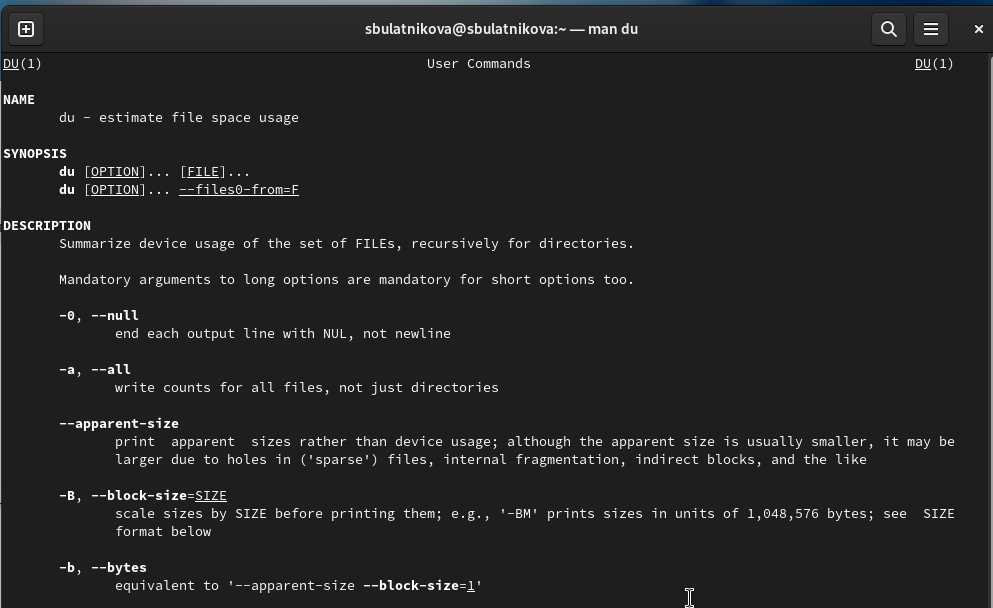 sbulatnikova@sbulatnikova:~ — man du
DU(1) User Commands DU(1)
NAME
du - estimate file space usage
SYNOPSIS
du [OPTION]... [FILE]...
du [OPTION]... --files0-from=F
DESCRIPTION
Summarize device usage of the set of FILEs, recursively for directories.
Mandatory arguments to long options are mandatory for short options too.
-0, --null
end each output line with NUL, not newline
-a, --all
write counts for all files, not just directories
--apparent-size
print apparent sizes rather than device usage; although the apparent size is usually smaller, it may be
larger due to holes in ('sparse') files, internal fragmentation, indirect blocks, and the like
-B, --block-size=SIZE
scale sizes by SIZE before printing them; e.g., '-BM' prints sizes in units of 1,048,576 bytes; see SIZE
format below
-b, --bytes
equivalent to '--apparent-size --block-size=1'